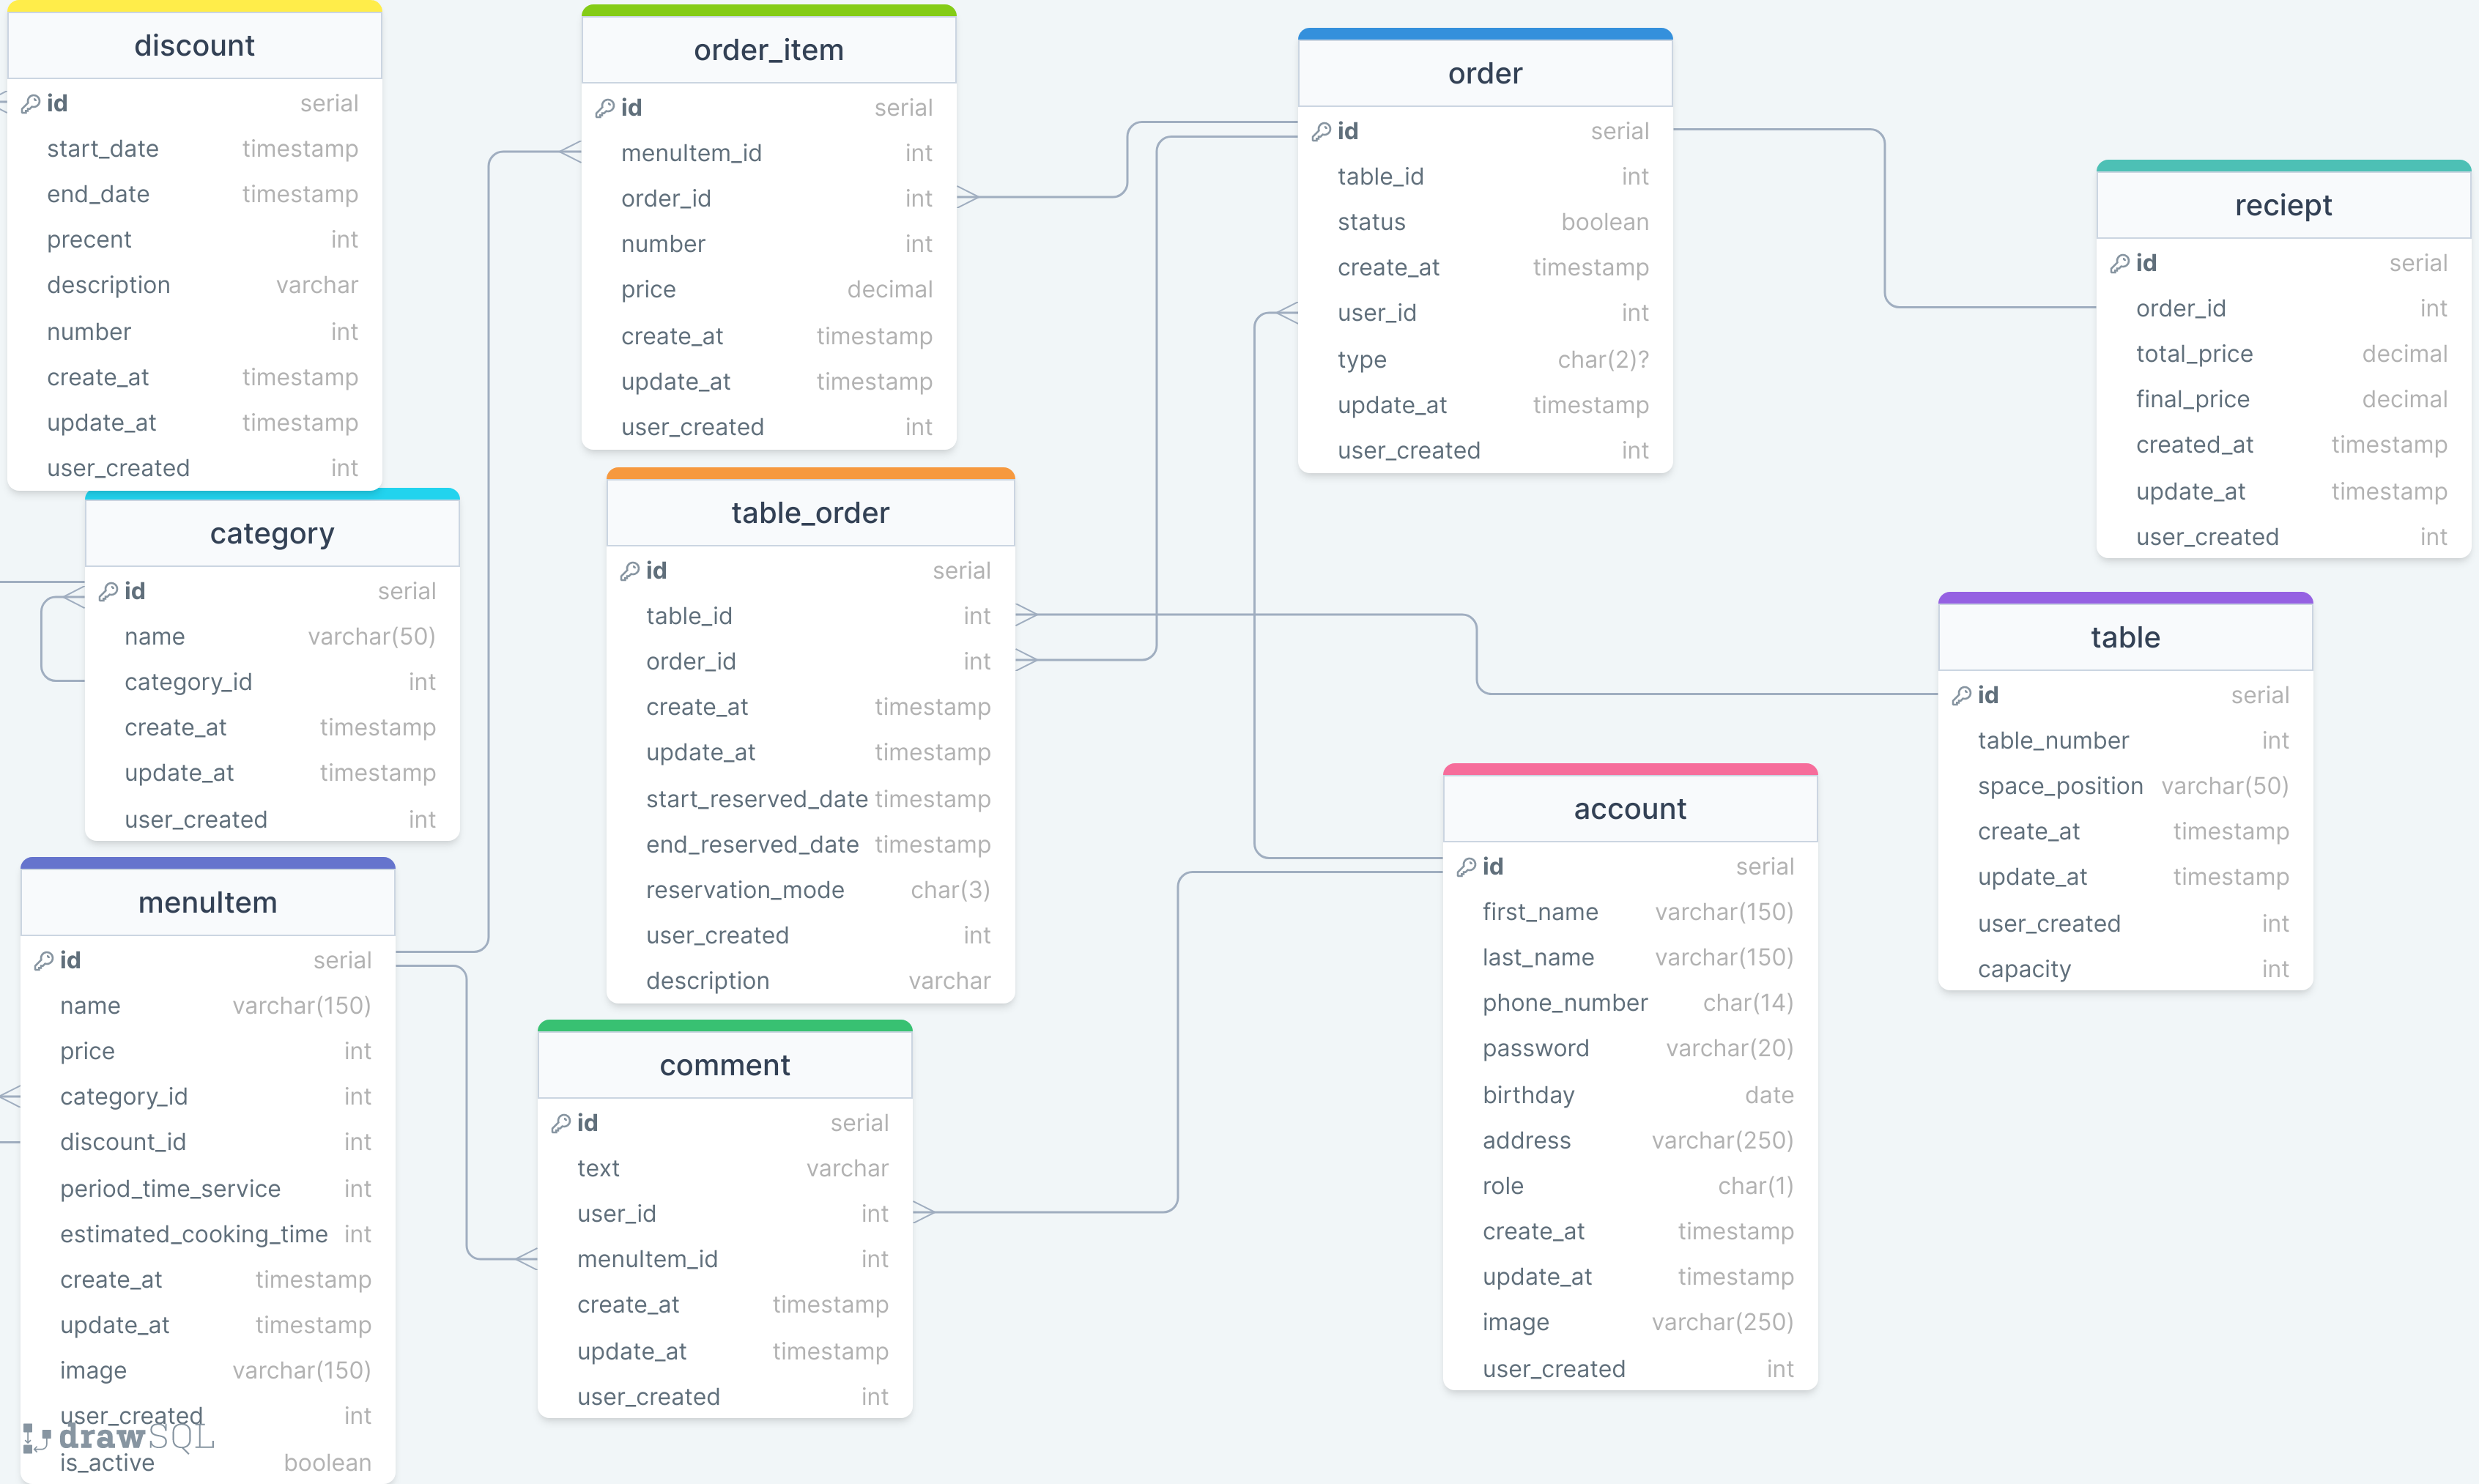 discount
id serial
start_date timestamp
end_date timestamp
precent int
description varchar
number int
create_at timestamp
update_at timestamp
user_created int
category
id serial
name varchar(50)
category_id int
create_at timestamp
update_at timestamp
user_created int
menuItem
id serial
name varchar(150)
price int
category_id int
discount_id int
period_time_service int
estimated_cooking_time int
create_at timestamp
update_at timestamp
image varchar(150)
user_created int
drawSQL
is_active boolean
order_item
id serial
menuItem_id int
order_id int
number int
price decimal
create_at timestamp
update_at timestamp
user_created int
table_order
id serial
table_id int
order_id int
create_at timestamp
update_at timestamp
start_reserved_date timestamp
end_reserved_date timestamp
reservation_mode char(3)
user_created int
description varchar
comment
id serial
text varchar
user_id int
menuItem_id int
create_at timestamp
update_at timestamp
user_created int
order
id serial
table_id int
status boolean
create_at timestamp
user_id int
type char(2)?
update_at timestamp
user_created int
account
id serial
first_name varchar(150)
last_name varchar(150)
phone_number char(14)
password varchar(20)
birthday date
address varchar(250)
role char(1)
create_at timestamp
update_at timestamp
image varchar(250)
user_created int
reciept
id serial
order_id int
total_price decimal
final_price decimal
created_at timestamp
update_at timestamp
user_created int
table
id serial
table_number int
space_position varchar(50)
create_at timestamp
update_at timestamp
user_created int
capacity int